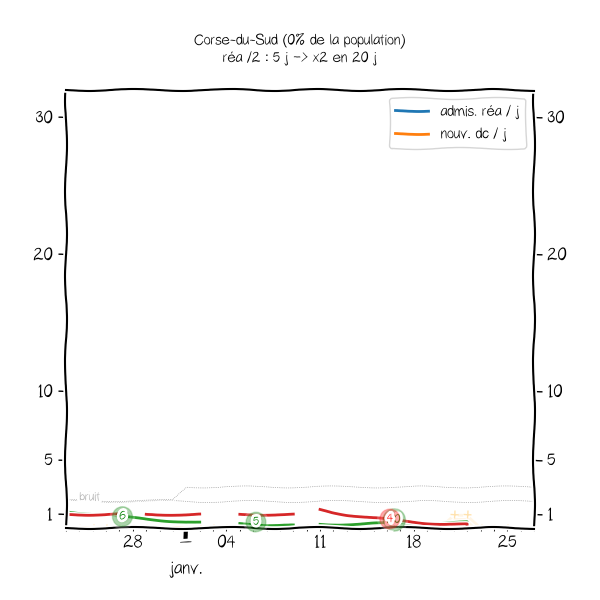 Corse-du-Sud (0% de la population)
réa /2 : 5 j -> x2 en 20 j
admis. réa / j
nouv. dc / j
30 30
20 20
10 10
5 5
bruit
1 6 5 1
28 04 11 18 25
janv.